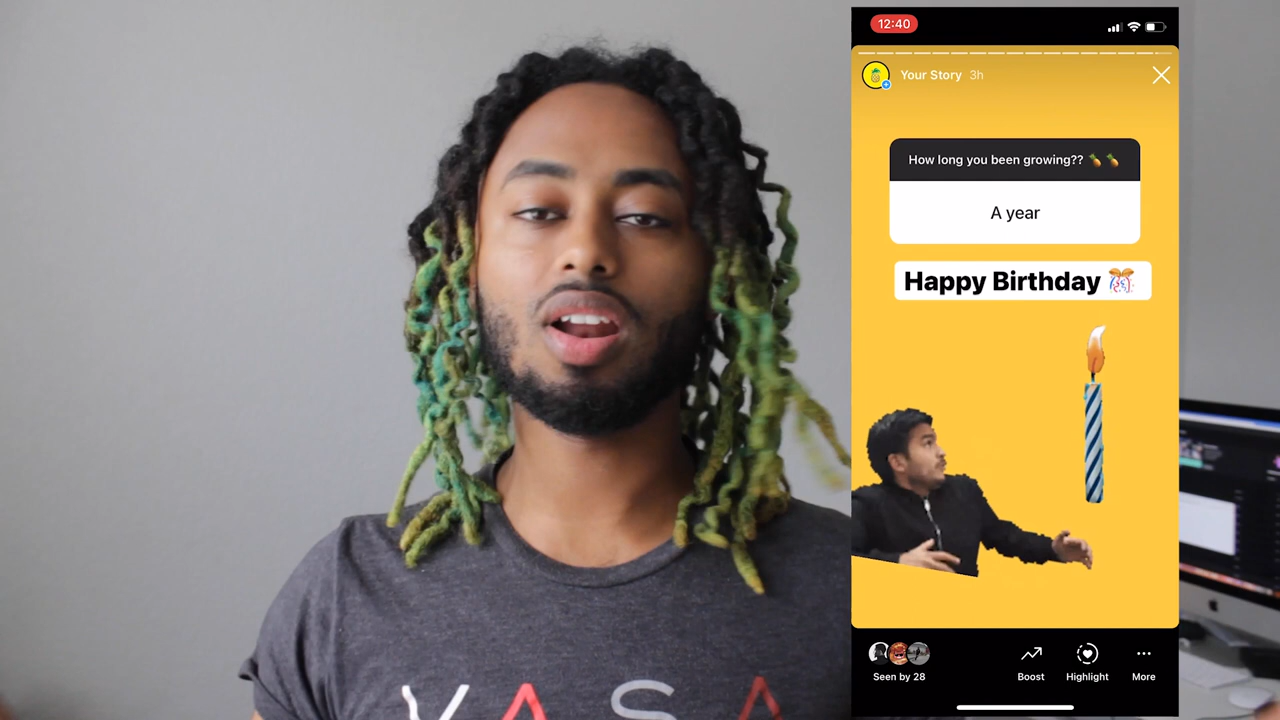 12:40
Your Story 3h
How long you been growing?? 🍍 🍍
A year
Happy Birthday 🎊
Seen by 28
Boost
Highlight
More
VASA